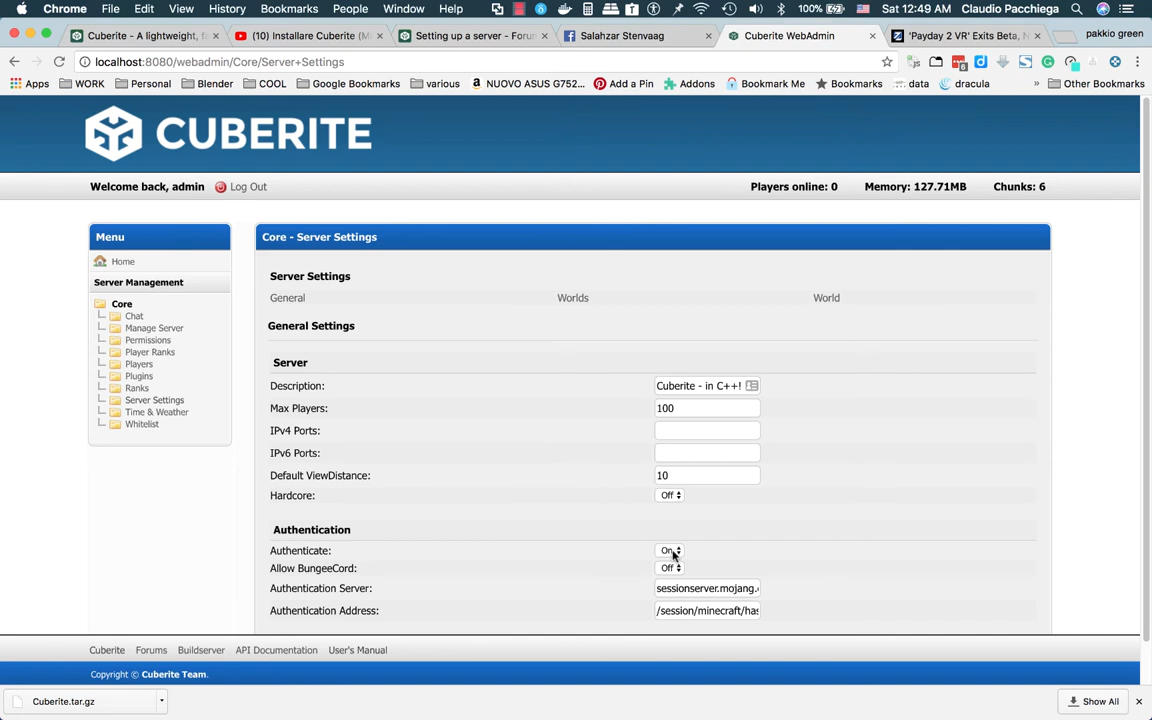 Chrome File Edit View History Bookmarks People Window Help 100% Sat 12:49 AM Claudio Pacchiega
Cuberite - A lightweight, fa (10) Installare Cuberite (Mi Setting up a server - Forum Salahzar Stenvaag Cuberite WebAdmin 'Payday 2 VR' Exits Beta, N pakkio green
localhost:8080/webadmin/Core/Server+Settings
Apps WORK Personal Blender COOL Google Bookmarks various NUOVO ASUS G752... Add a Pin Addons Bookmark Me Bookmarks data dracula » Other Bookmarks
CUBERITE
Welcome back, admin Log Out Players online: 0 Memory: 127.71MB Chunks: 6
Menu
Home
Server Management
Core
Chat
Manage Server
Permissions
Player Ranks
Players
Plugins
Ranks
Server Settings
Time & Weather
Whitelist
Core - Server Settings
Server Settings
General Worlds World
General Settings
Server
Description: Cuberite - in C++!
Max Players: 100
IPv4 Ports:
IPv6 Ports:
Default ViewDistance: 10
Hardcore: Off
Authentication
Authenticate: On
Allow BungeeCord: Off
Authentication Server: sessionserver.mojang.
Authentication Address: /session/minecraft/has
Cuberite Forums Buildserver API Documentation User's Manual
Copyright © Cuberite Team.
Cuberite.tar.gz Show All